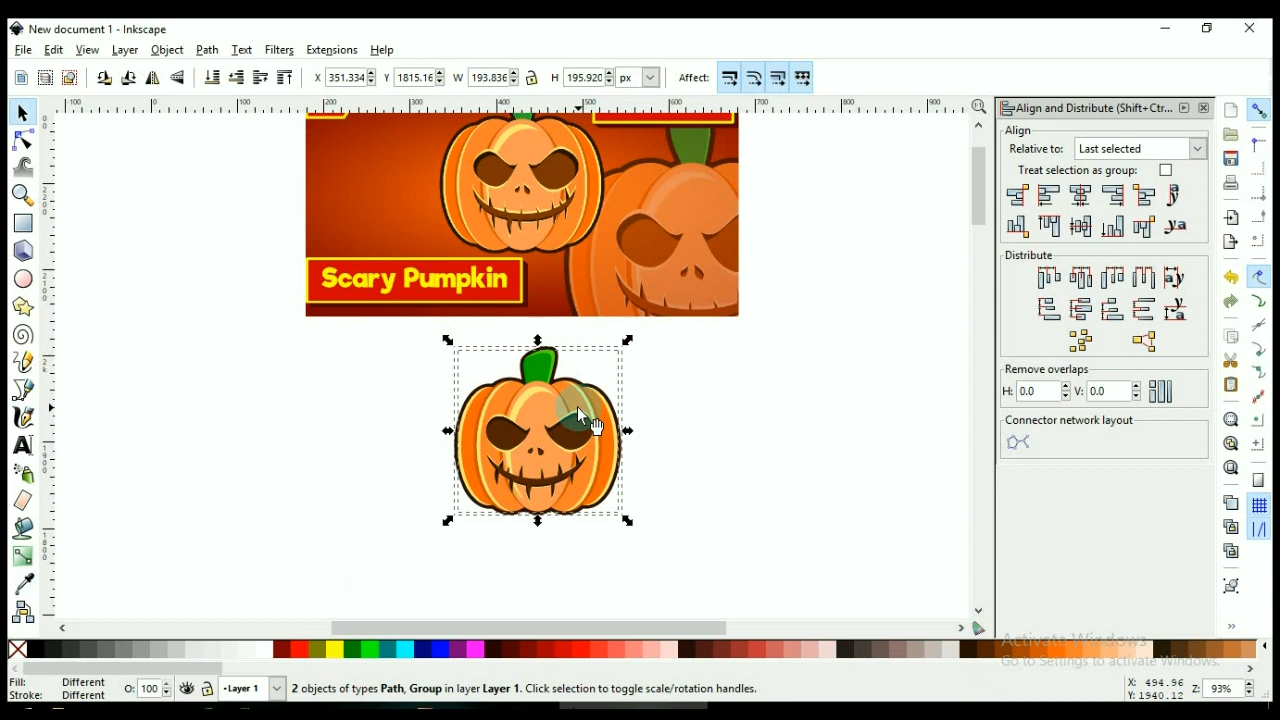 New document 1 - Inkscape
File Edit View Layer Object Path Text Filters Extensions Help
X 351.334 Y 1815.16 W 193.836 H 195.920 px Affect:
Align and Distribute (Shift+Ctr...
Align
Relative to: Last selected
Treat selection as group:
Distribute
Remove overlaps
H: 0.0 V: 0.0
Connector network layout
Scary Pumpkin
Activate Windows
Go to Settings to activate Windows.
Fill: Different
Stroke: Different
O: 100
Layer 1
2 objects of types Path, Group in layer Layer 1. Click selection to toggle scale/rotation handles.
X: 494.96
Y: 1940.12
Z: 93%